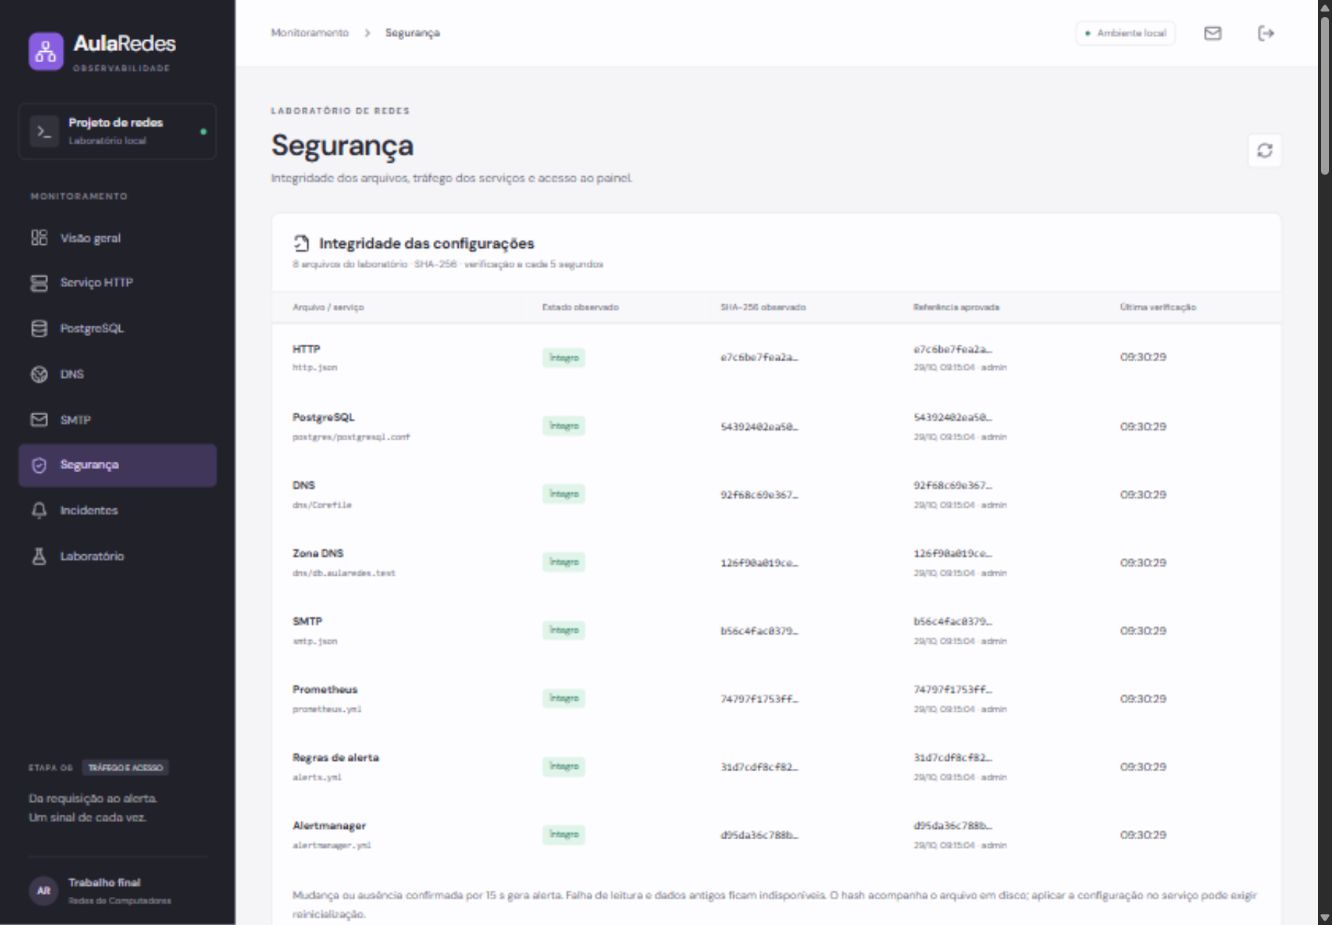 AulaRedes
OBSERVABILIDADE
Projeto de redes
Laboratório local
MONITORAMENTO
Visão geral
Serviço HTTP
PostgreSQL
DNS
SMTP
Segurança
Incidentes
Laboratório
ETAPA 06 TRÁFEGO E ACESSO
Da requisição ao alerta.
Um sinal de cada vez.
AR
Trabalho final
Redes de Computadores
Monitoramento > Segurança
Ambiente local
LABORATÓRIO DE REDES
Segurança
Integridade dos arquivos, tráfego dos serviços e acesso ao painel.
Integridade das configurações
8 arquivos do laboratório · SHA-256 · verificação a cada 5 segundos
Arquivo / serviço Estado observado SHA-256 observado Referência aprovada Última verificação
HTTP
http.json
Íntegro
e7c6be7fea2a…
e7c6be7fea2a…
29/10, 09:15:04 · admin
09:30:29
PostgreSQL
postgres/postgresql.conf
Íntegro
54392402ea50…
54392402ea50…
29/10, 09:15:04 · admin
09:30:29
DNS
dns/Corefile
Íntegro
92f68c69e367…
92f68c69e367…
29/10, 09:15:04 · admin
09:30:29
Zona DNS
dns/db.aularedes.test
Íntegro
126f90a019ce…
126f90a019ce…
29/10, 09:15:04 · admin
09:30:29
SMTP
smtp.json
Íntegro
b56c4fac0379…
b56c4fac0379…
29/10, 09:15:04 · admin
09:30:29
Prometheus
prometheus.yml
Íntegro
74797f1753ff…
74797f1753ff…
29/10, 09:15:04 · admin
09:30:29
Regras de alerta
alerts.yml
Íntegro
31d7cdf8cf82…
31d7cdf8cf82…
29/10, 09:15:04 · admin
09:30:29
Alertmanager
alertmanager.yml
Íntegro
d95da36c788b…
d95da36c788b…
29/10, 09:15:04 · admin
09:30:29
Mudança ou ausência confirmada por 15 s gera alerta. Falha de leitura e dados antigos ficam indisponíveis. O hash acompanha o arquivo em disco; aplicar a configuração no serviço pode exigir
reinicialização.